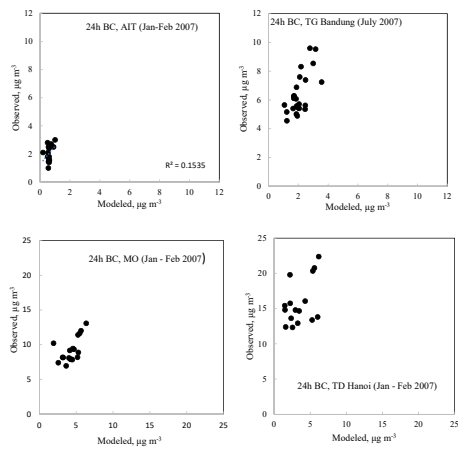 24h BC, AIT (Jan-Feb 2007)
Observed, μg m⁻³
12
10
8
6
4
2
0
R² = 0.1535
0 2 4 6 8 10 12
Modeled, μg m⁻³
24h BC, TG Bandung (July 2007)
Observed, μg m⁻³
12
10
8
6
4
2
0
0 2 4 6 8 10 12
Modeled, μg m⁻³
24h BC, MO (Jan - Feb 2007)
Observed, μg m⁻³
25
20
15
10
5
0
0 5 10 15 20 25
Modeled, μg m⁻³
Observed, μg m⁻³
25
20
15
10
5
0
24h BC, TD Hanoi (Jan - Feb 2007)
0 5 10 15 20 25
Modeled, μg m⁻³